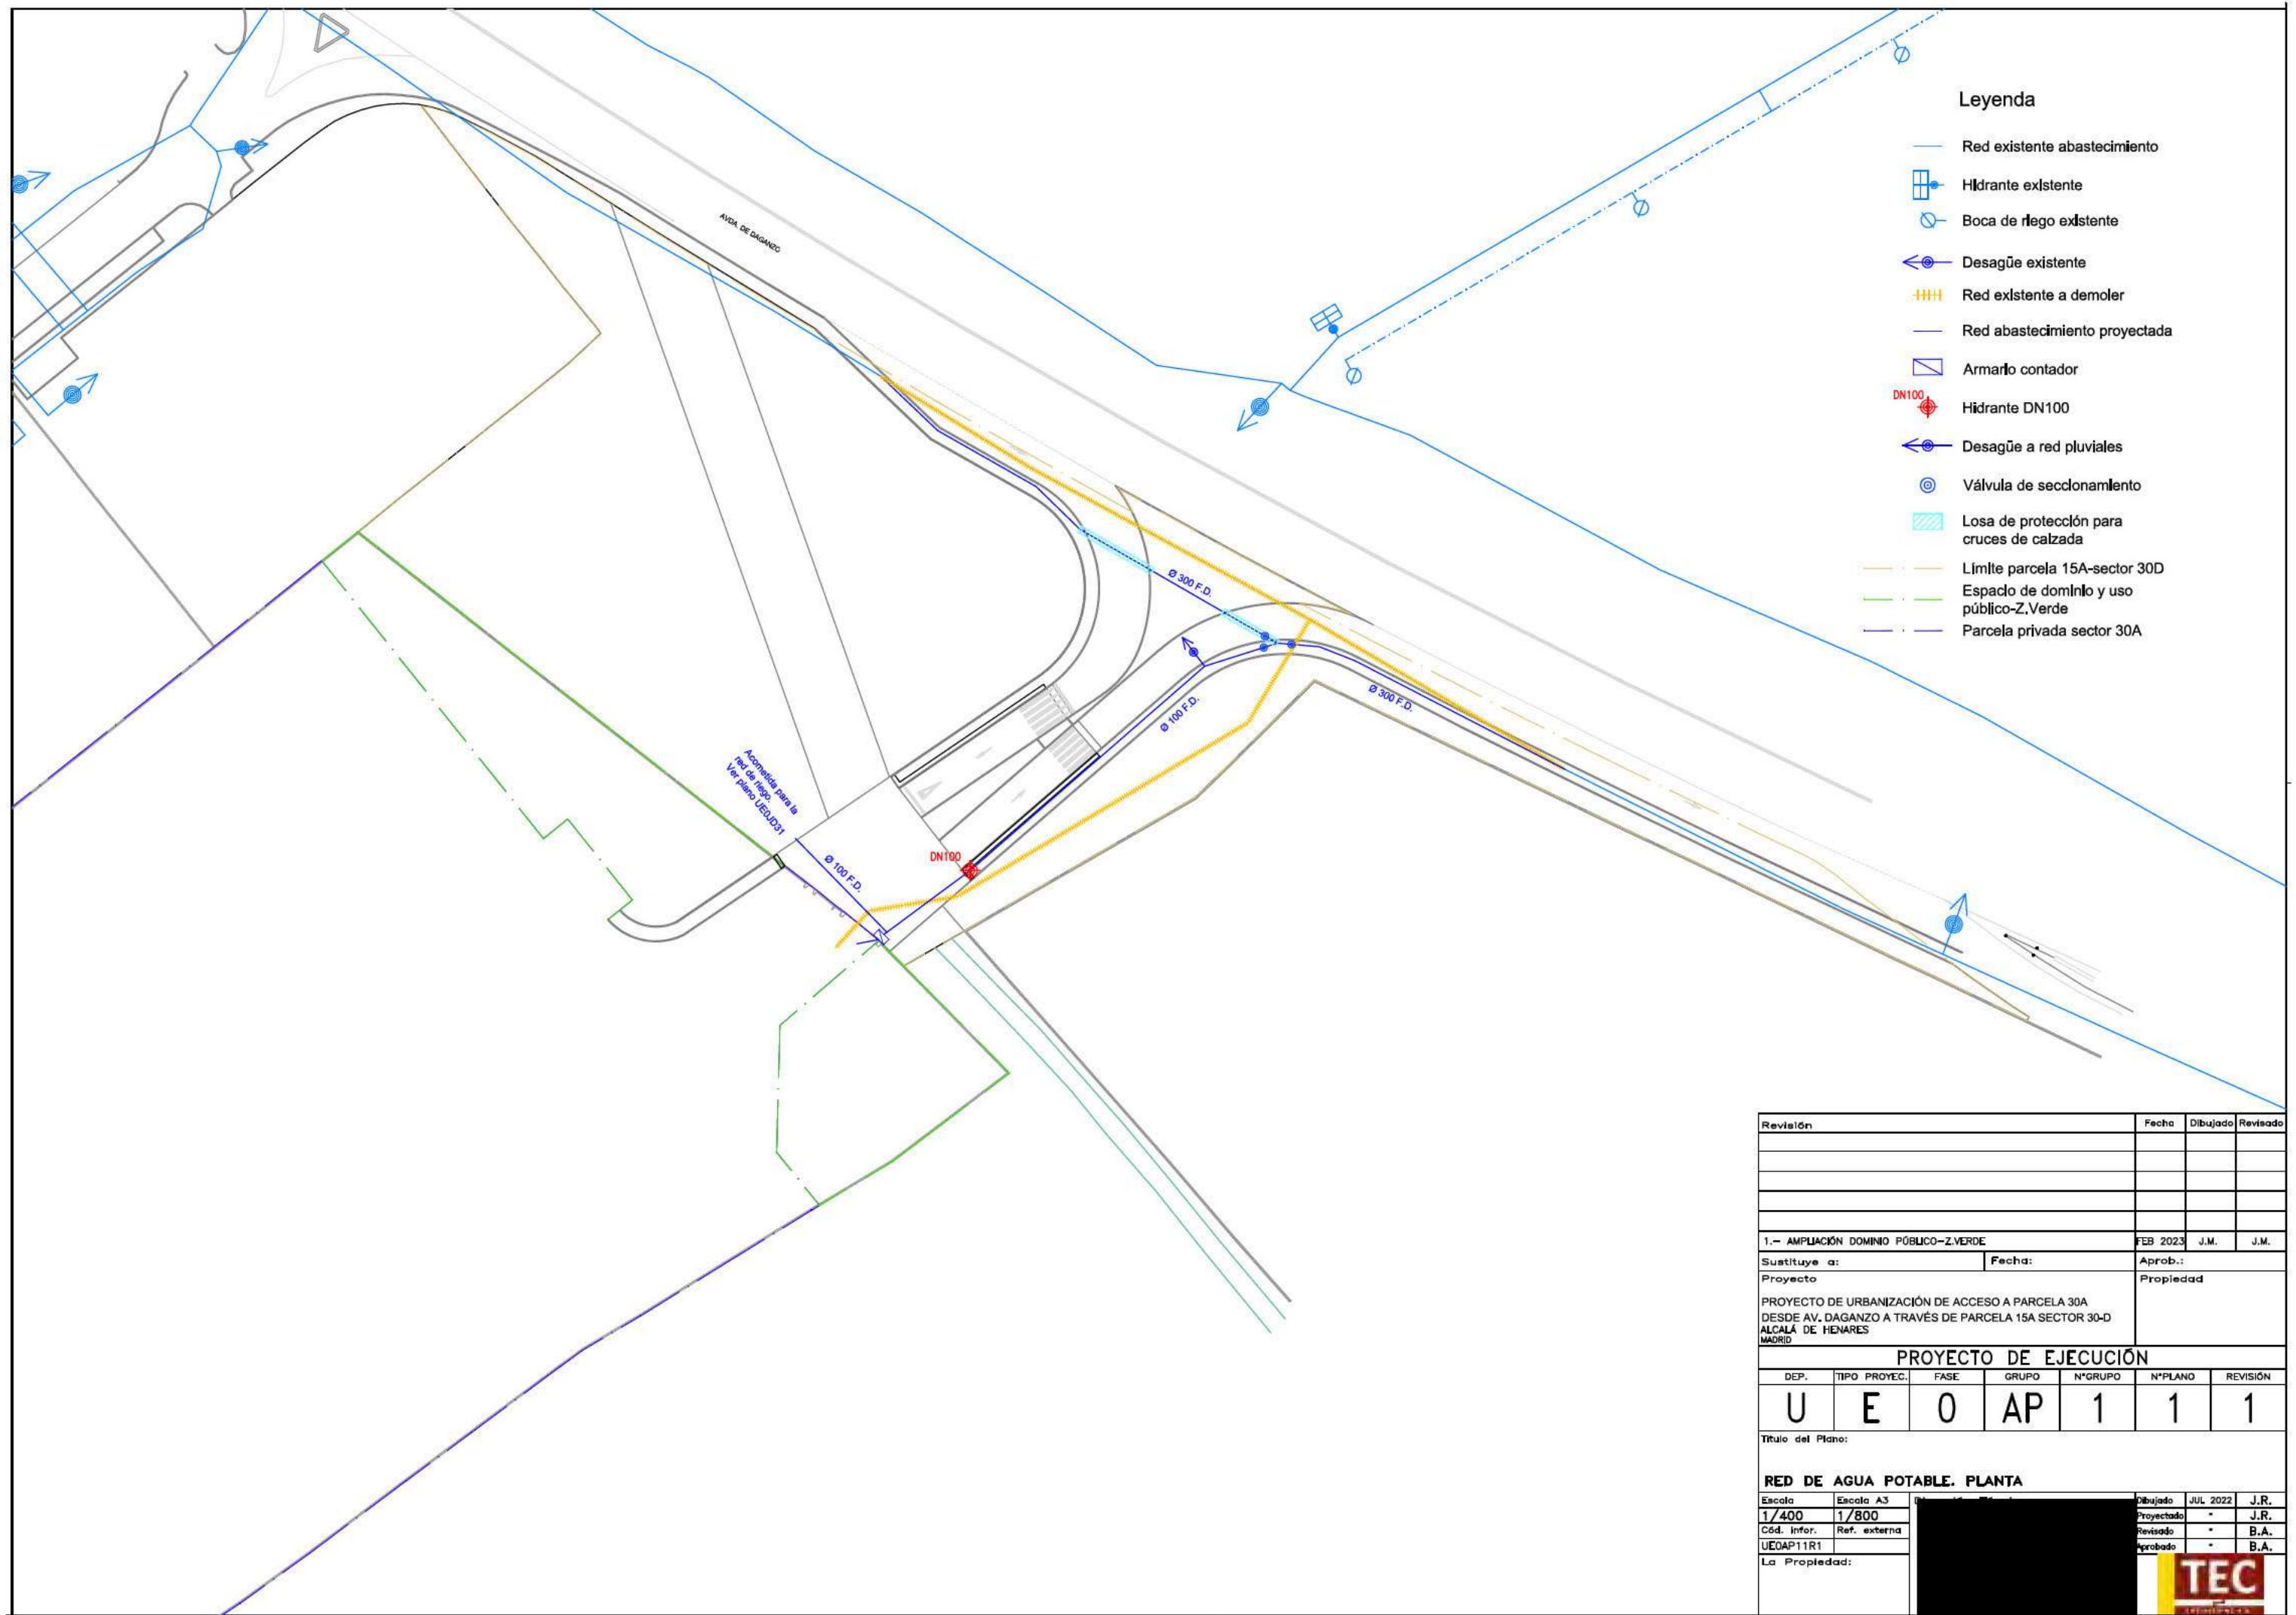 AVDA. DE DAGANZO
Leyenda
Red existente abastecimiento
Hidrante existente
Boca de riego existente
Desagüe existente
Red existente a demoler
Red abastecimiento proyectada
Armario contador
DN100
Hidrante DN100
Desagüe a red pluviales
Válvula de seccionamiento
Losa de protección para
cruces de calzada
Límite parcela 15A-sector 30D
Espacio de dominio y uso
público-Z.Verde
Parcela privada sector 30A
Ø 300 F.D.
Ø 300 F.D.
Ø 100 F.D.
Acometida para la
red de riego.
Ver plano UE0JD31
Ø 100 F.D.
DN100
Revisión Fecha Dibujado Revisado
1.- AMPLIACIÓN DOMINIO PÚBLICO-Z.VERDE FEB 2023 J.M. J.M.
Sustituye a: Fecha: Aprob.:
Proyecto Propiedad
PROYECTO DE URBANIZACIÓN DE ACCESO A PARCELA 30A
DESDE AV. DAGANZO A TRAVÉS DE PARCELA 15A SECTOR 30-D
ALCALÁ DE HENARES
MADRID
PROYECTO DE EJECUCIÓN
DEP. TIPO PROYEC. FASE GRUPO NºGRUPO NºPLANO REVISIÓN
U E 0 AP 1 1 1
Título del Plano:
RED DE AGUA POTABLE. PLANTA
Escala Escala A3 Dibujado JUL 2022 J.R.
1/400 1/800 Proyectado " J.R.
Cód. infor. Ref. externa Revisado " B.A.
UE0AP11R1 Aprobado " B.A.
La Propiedad:
TEC